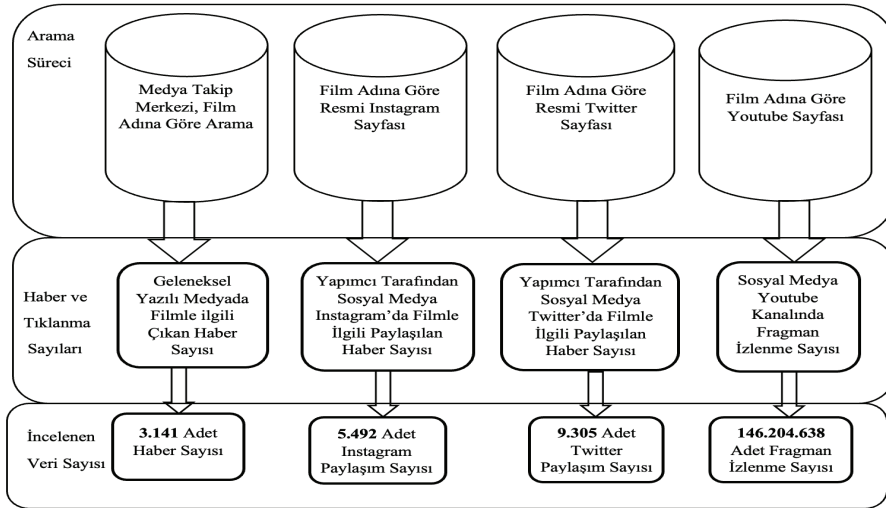 Arama
Süreci
Medya Takip
Merkezi, Film
Adına Göre Arama
Film Adına Göre
Resmi Instagram
Sayfası
Film Adına Göre
Resmi Twitter
Sayfası
Film Adına Göre
Youtube Sayfası
Haber ve
Tıklanma
Sayıları
Geleneksel
Yazılı Medyada
Filmle ilgili
Çıkan Haber
Sayısı
Yapımcı Tarafından
Sosyal Medya
Instagram’da Filmle
İlgili Paylaşılan
Haber Sayısı
Yapımcı Tarafından
Sosyal Medya
Twitter’da Filmle
İlgili Paylaşılan
Haber Sayısı
Sosyal Medya
Youtube
Kanalında
Fragman
İzlenme Sayısı
İncelenen
Veri Sayısı
3.141 Adet
Haber Sayısı
5.492 Adet
Instagram
Paylaşım Sayısı
9.305 Adet
Twitter
Paylaşım Sayısı
146.204.638
Adet Fragman
İzlenme Sayısı